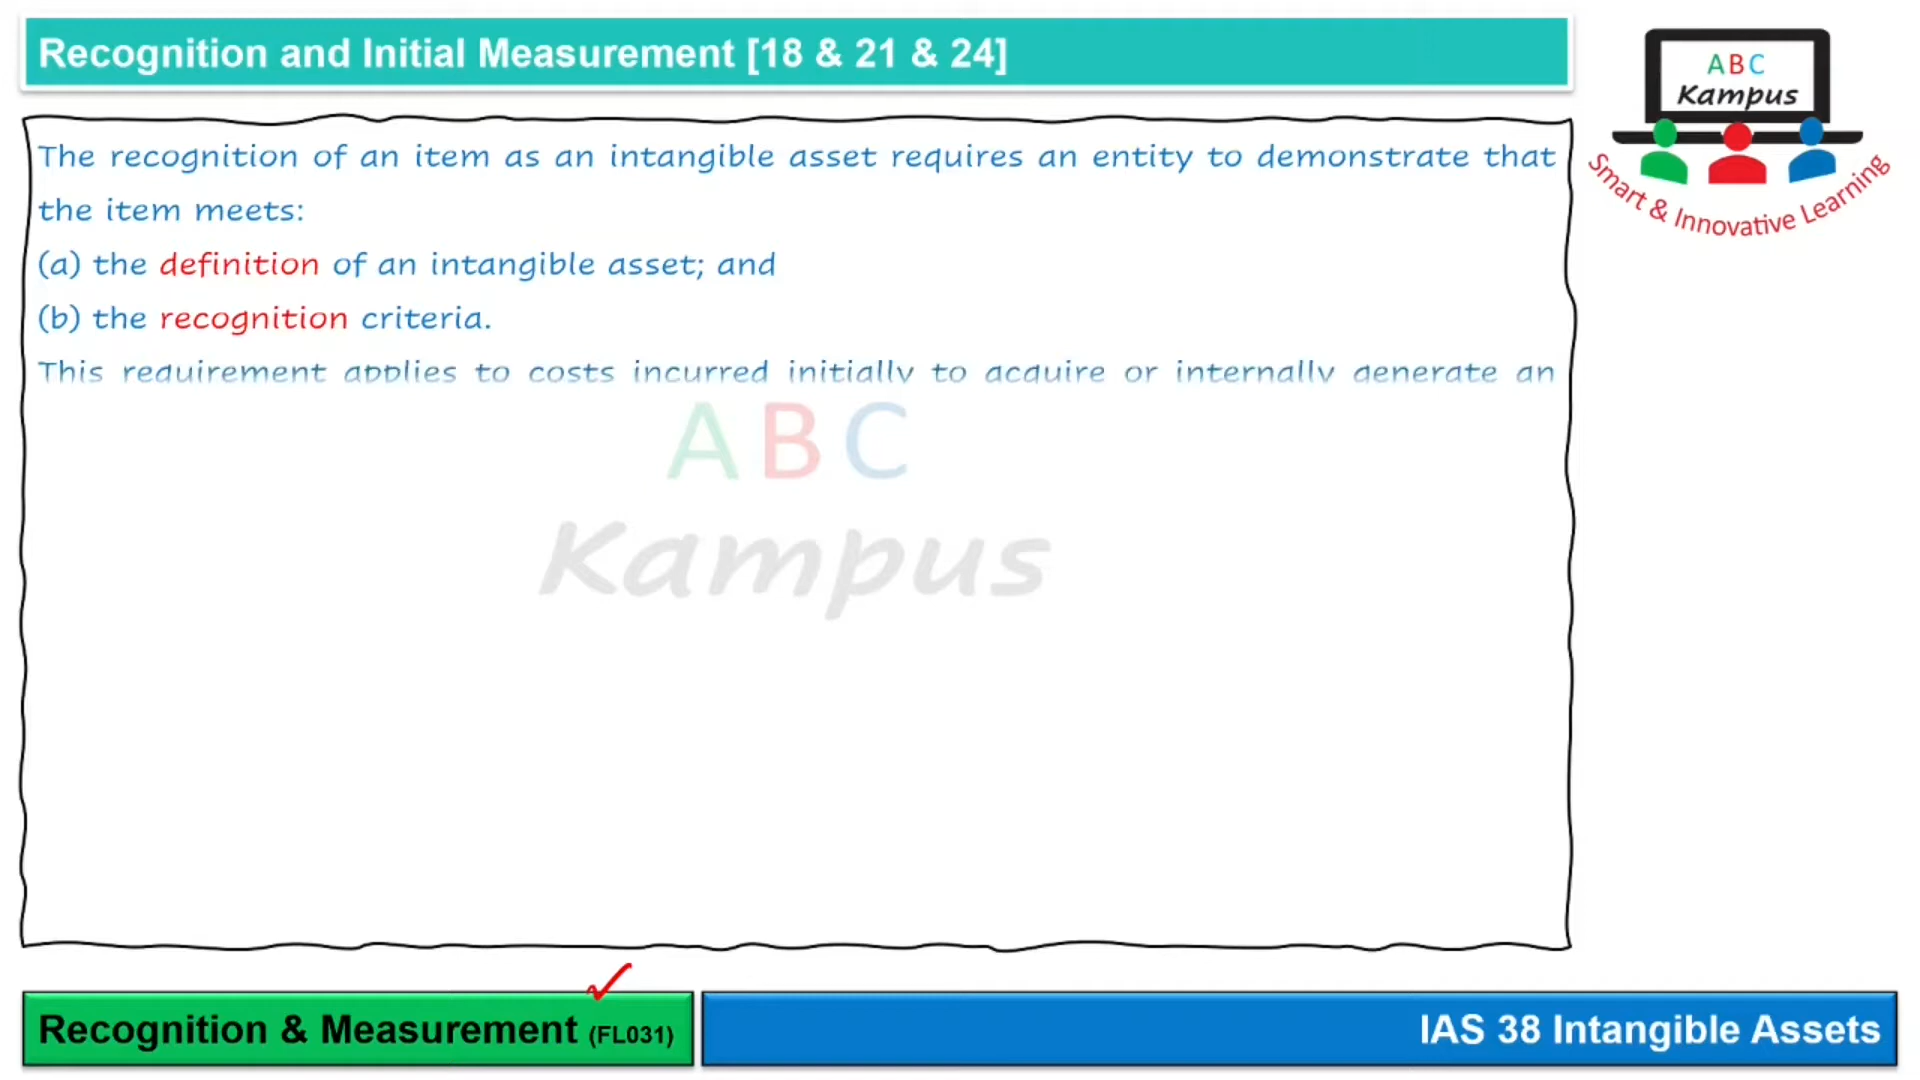 Recognition and Initial Measurement [18 & 21 & 24]
ABC
Kampus
Smart & Innovative Learning
The recognition of an item as an intangible asset requires an entity to demonstrate that
the item meets:
(a) the definition of an intangible asset; and
(b) the recognition criteria.
This requirement applies to costs incurred initially to acquire or internally generate an
ABC
Kampus
Recognition & Measurement (FL031)
IAS 38 Intangible Assets